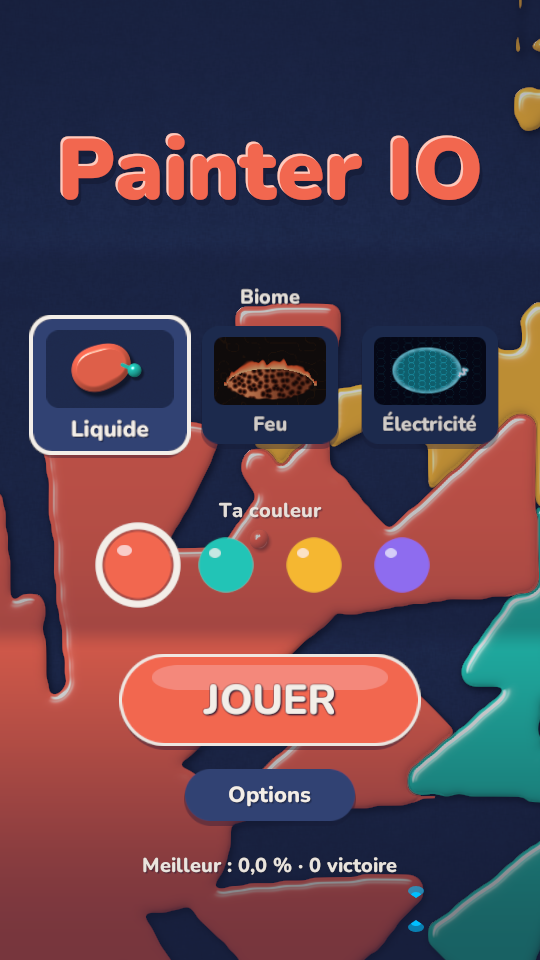 Painter IO
Biome
Liquide
Feu
Électricité
Ta couleur
JOUER
Options
Meilleur : 0,0 % · 0 victoire